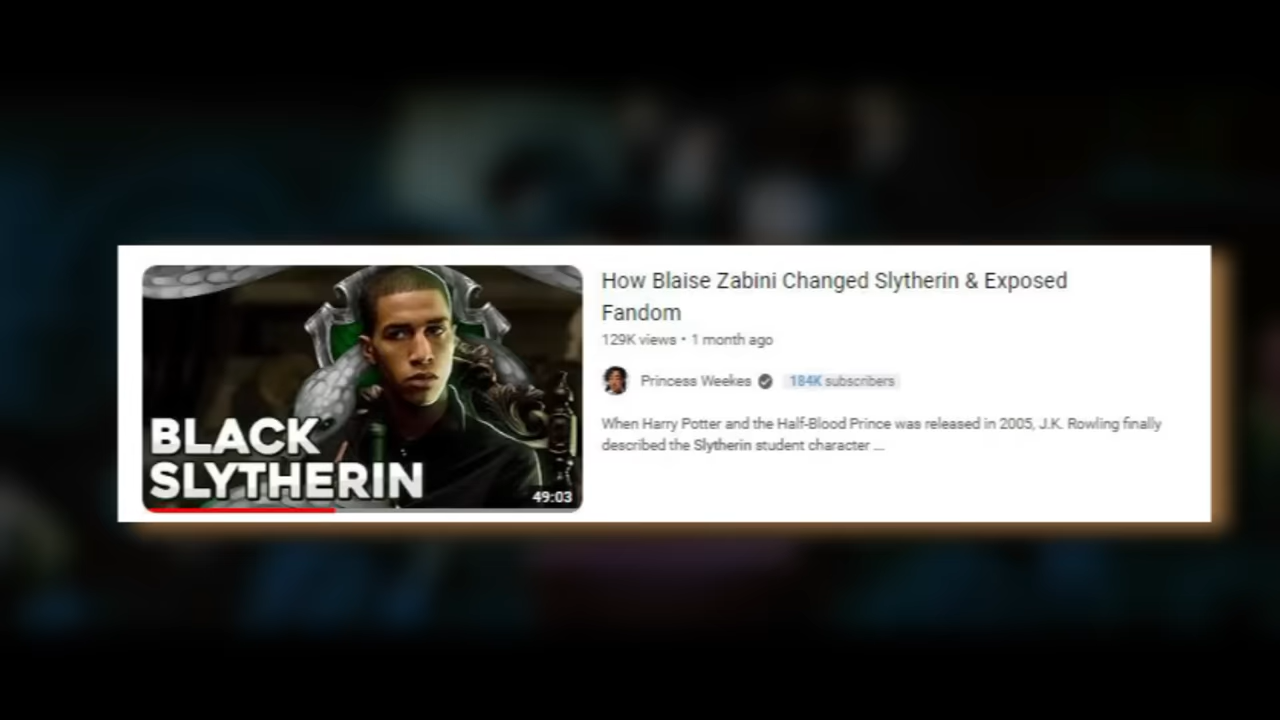 BLACK
SLYTHERIN
49:03
How Blaise Zabini Changed Slytherin & Exposed
Fandom
129K views • 1 month ago
Princess Weekes 184K subscribers
When Harry Potter and the Half-Blood Prince was released in 2005, J.K. Rowling finally
described the Slytherin student character ...